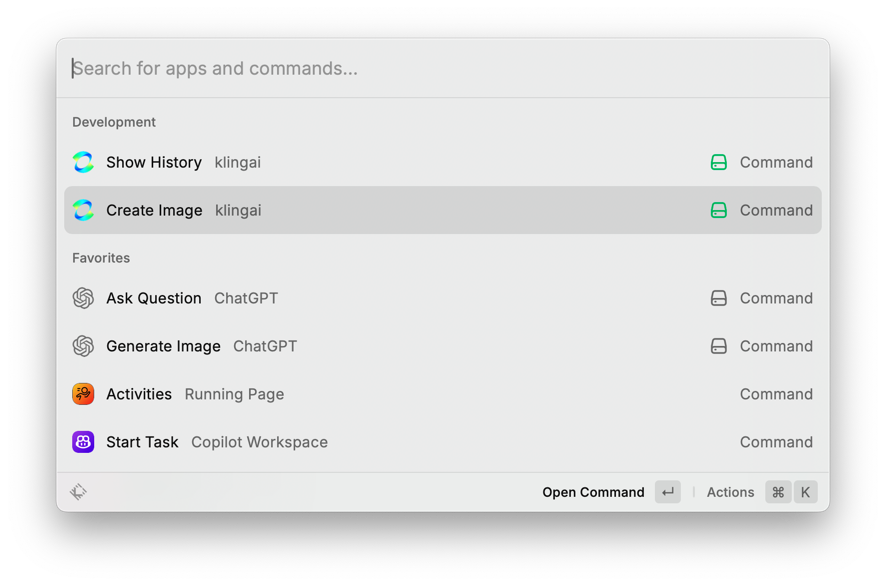 Search for apps and commands...
Development
Show History klingai Command
Create Image klingai Command
Favorites
Ask Question ChatGPT Command
Generate Image ChatGPT Command
Activities Running Page Command
Start Task Copilot Workspace Command
Open Command ↵ Actions ⌘ K